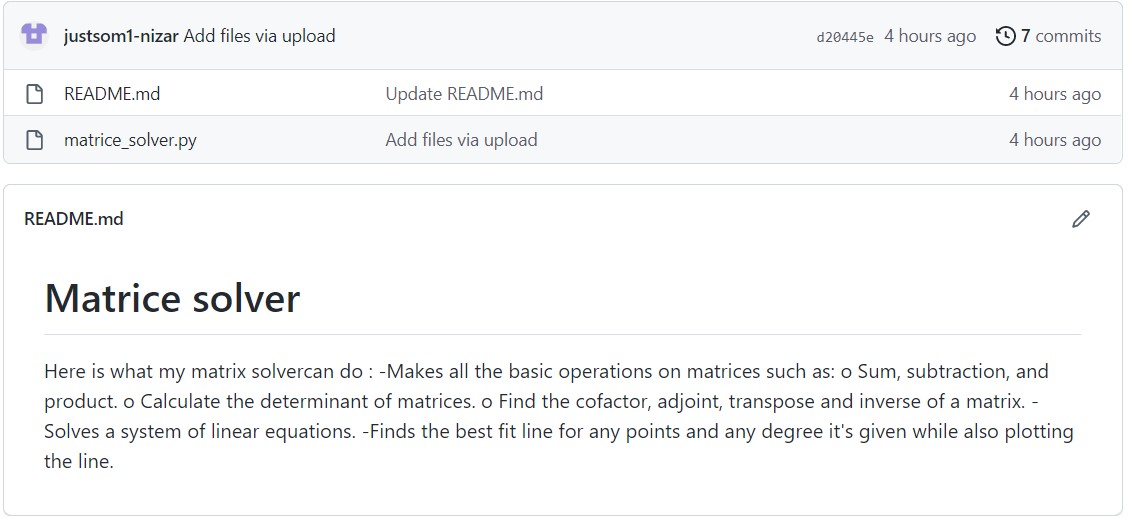 justsom1-nizar Add files via upload d20445e 4 hours ago 7 commits
README.md Update README.md 4 hours ago
matrice_solver.py Add files via upload 4 hours ago
README.md
Matrice solver
Here is what my matrix solvercan do : -Makes all the basic operations on matrices such as: o Sum, subtraction, and
product. o Calculate the determinant of matrices. o Find the cofactor, adjoint, transpose and inverse of a matrix. -
Solves a system of linear equations. -Finds the best fit line for any points and any degree it's given while also plotting
the line.